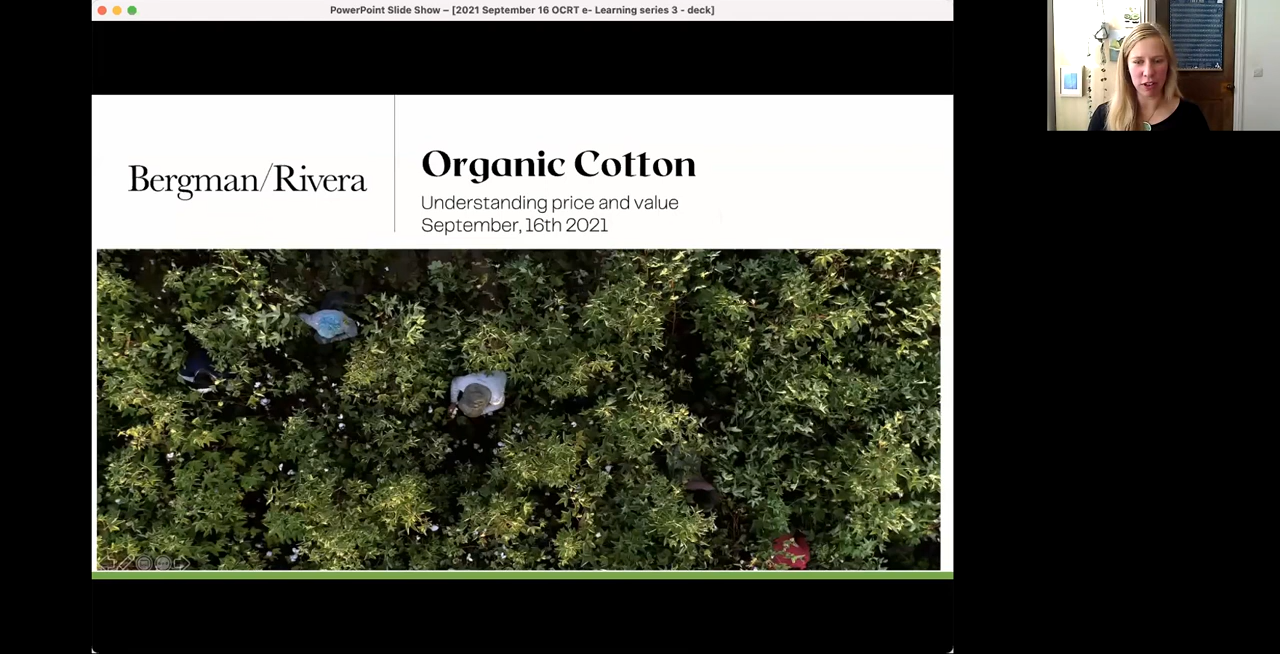 PowerPoint Slide Show – [2021 September 16 OCRT e- Learning series 3 - deck]
Bergman/Rivera
Organic Cotton
Understanding price and value
September, 16th 2021